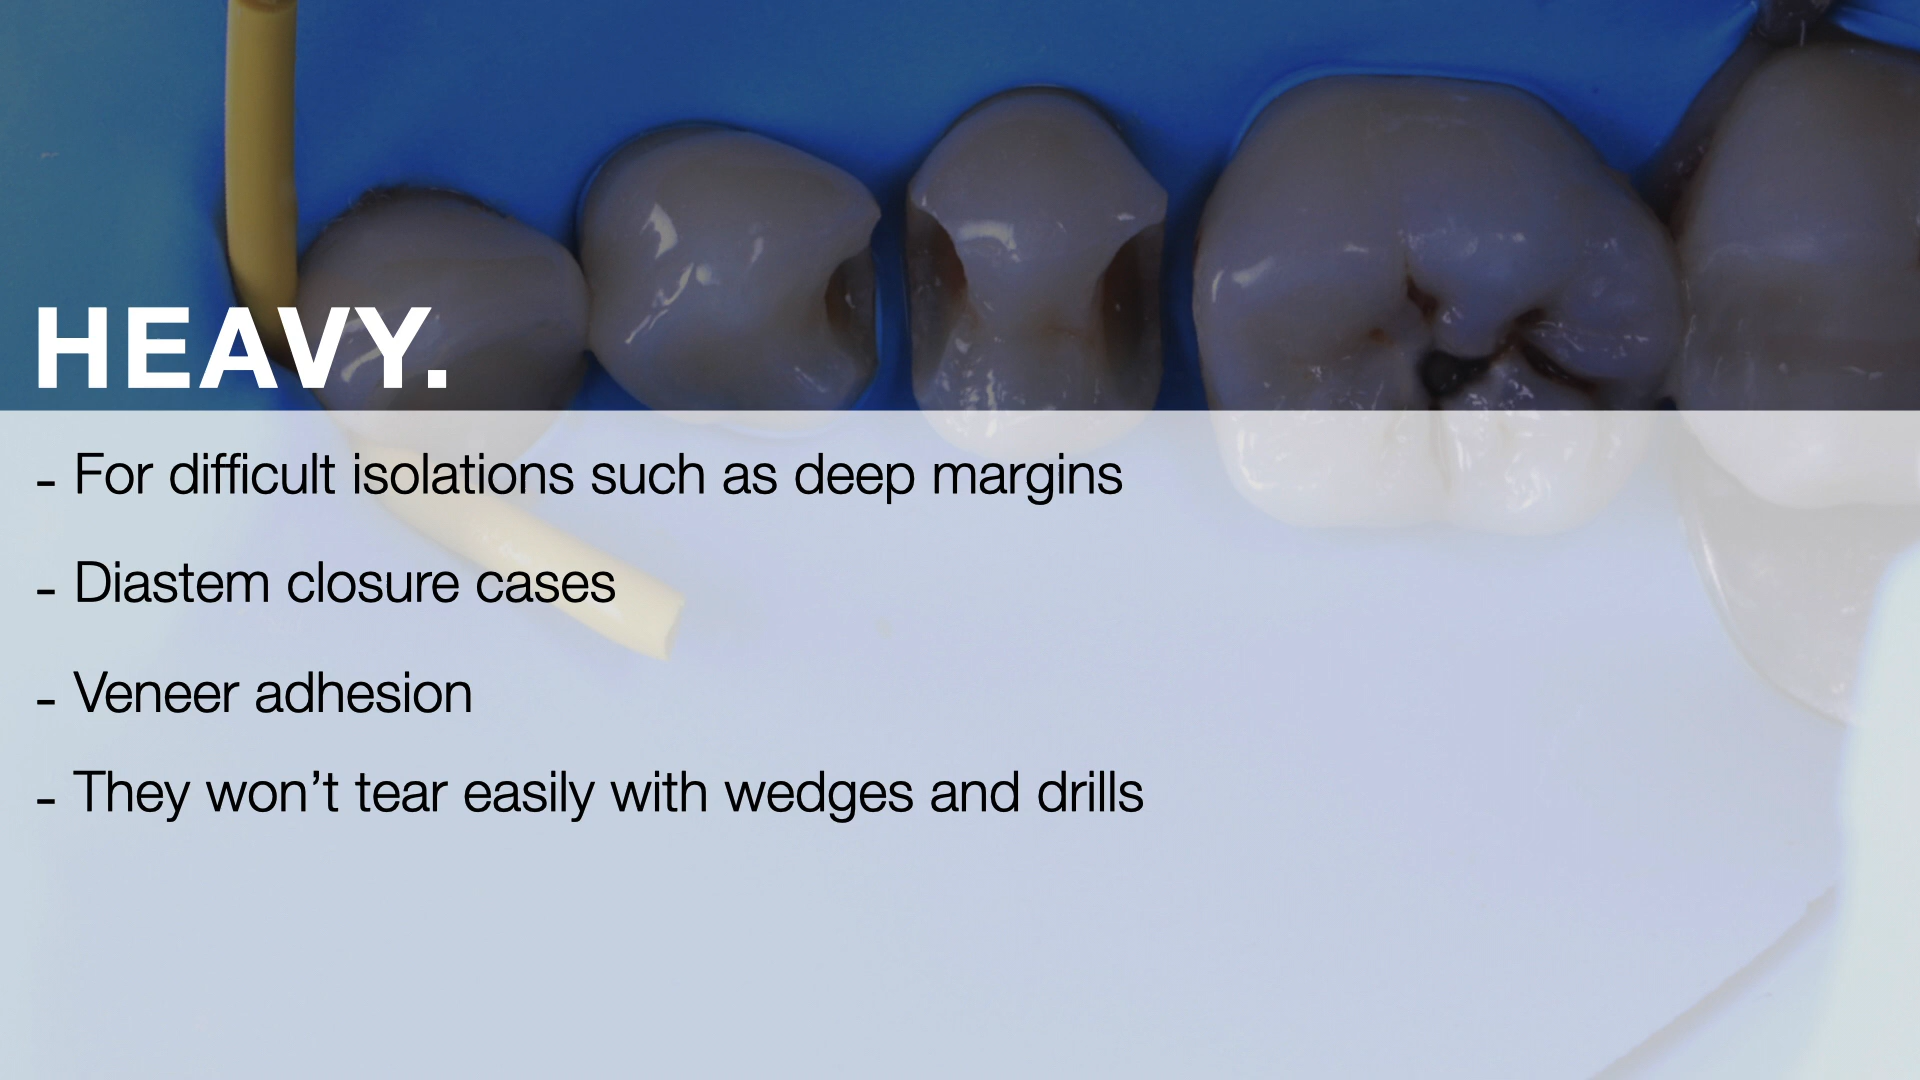 HEAVY.
- For difficult isolations such as deep margins
- Diastem closure cases
- Veneer adhesion
- They won’t tear easily with wedges and drills